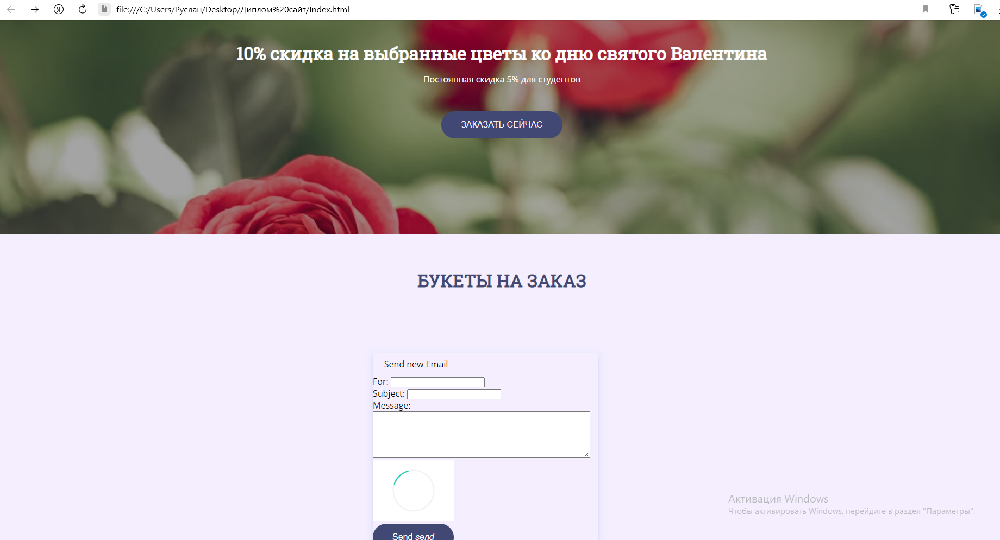 file:///C:/Users/Руслан/Desktop/Диплом%20сайт/Index.html
10% скидка на выбранные цветы ко дню святого Валентина
Постоянная скидка 5% для студентов
ЗАКАЗАТЬ СЕЙЧАС
БУКЕТЫ НА ЗАКАЗ
Send new Email
For:
Subject:
Message:
Send send
Активация Windows
Чтобы активировать Windows, перейдите в раздел "Параметры".